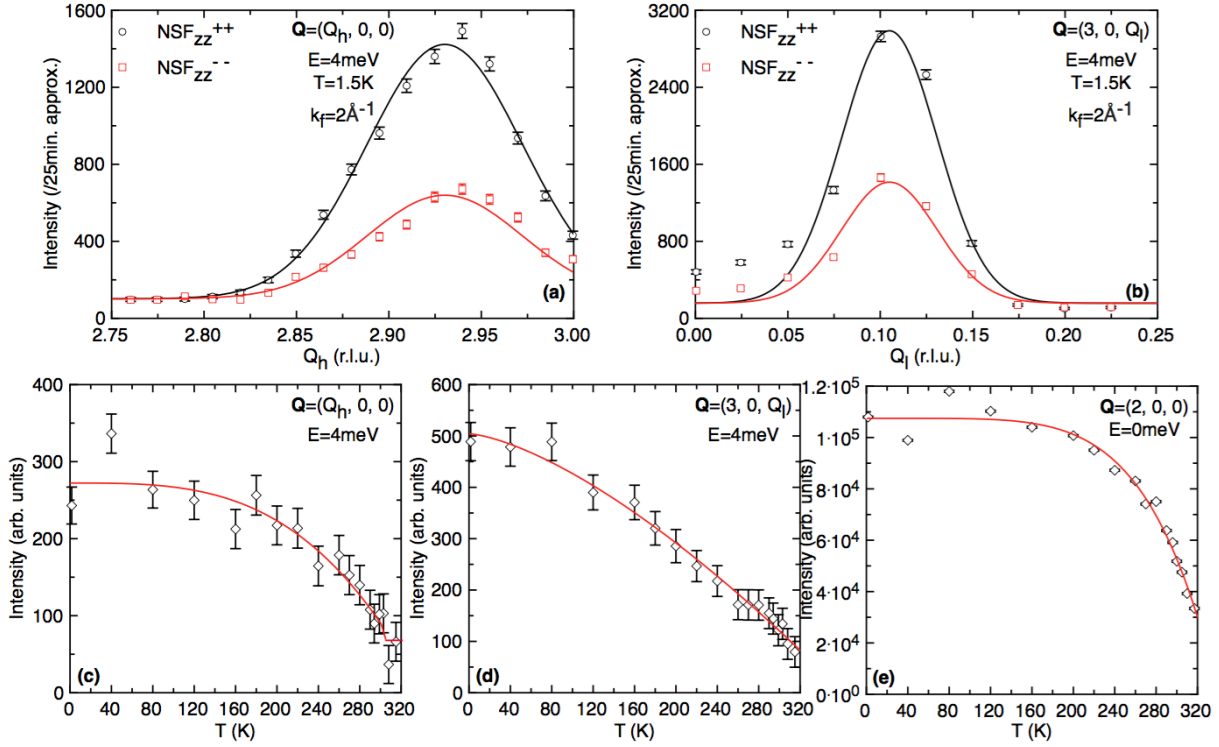 NSFzz++
NSFzz--
Q=(Qh, 0, 0)
E=4meV
T=1.5K
kf=2Å-1
Intensity (/25min. approx.)
1600
1200
800
400
0
2.75
2.80
2.85
2.90
2.95
3.00
Qh (r.l.u.)
(a)
NSFzz++
NSFzz--
Q=(3, 0, Ql)
E=4meV
T=1.5K
kf=2Å-1
Intensity (/25min. approx.)
3200
2400
1600
800
0
0.00
0.05
0.10
0.15
0.20
0.25
Ql (r.l.u.)
(b)
Q=(Qh, 0, 0)
E=4meV
Intensity (arb. units)
400
300
200
100
0
0 40 80 120 160 200 240 280 320
T (K)
(c)
Q=(3, 0, Ql)
E=4meV
Intensity (arb. units)
600
500
400
300
200
100
0
0 40 80 120 160 200 240 280 320
T (K)
(d)
Q=(2, 0, 0)
E=0meV
Intensity (arb. units)
1.2·10^5
1·10^5
8·10^4
6·10^4
4·10^4
2·10^4
0·10^0
0 40 80 120 160 200 240 280 320
T (K)
(e)